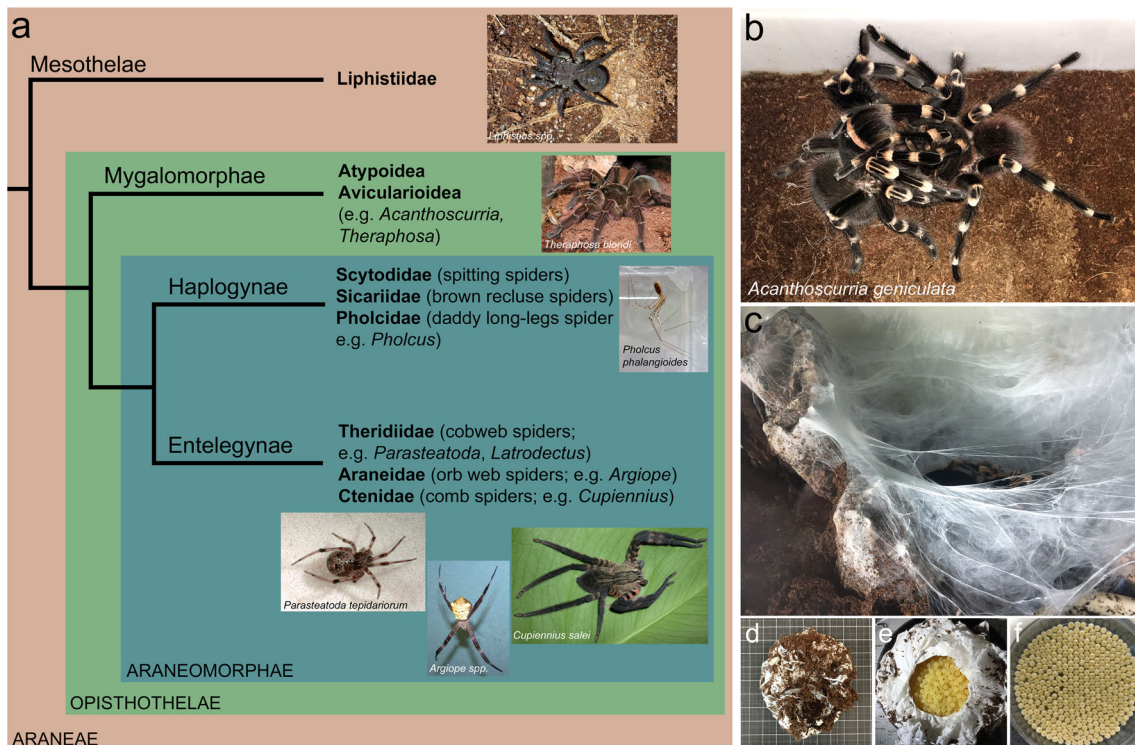 a
Mesothelae
Liphistiidae
Liphistius spp.
Mygalomorphae
Atypoidea
Avicularioidea
(e.g. Acanthoscurria,
Theraphosa)
Theraphosa blondi
Haplogynae
Scytodidae (spitting spiders)
Sicariidae (brown recluse spiders)
Pholcidae (daddy long-legs spider
e.g. Pholcus)
Pholcus
phalangioides
Entelegynae
Theridiidae (cobweb spiders;
e.g. Parasteatoda, Latrodectus)
Araneidae (orb web spiders; e.g. Argiope)
Ctenidae (comb spiders; e.g. Cupiennius)
Parasteatoda tepidariorum
Argiope spp.
Cupiennius salei
ARANEOMORPHAE
OPISTHOTHELAE
ARANEAE
b
Acanthoscurria geniculata
c
d
e
f